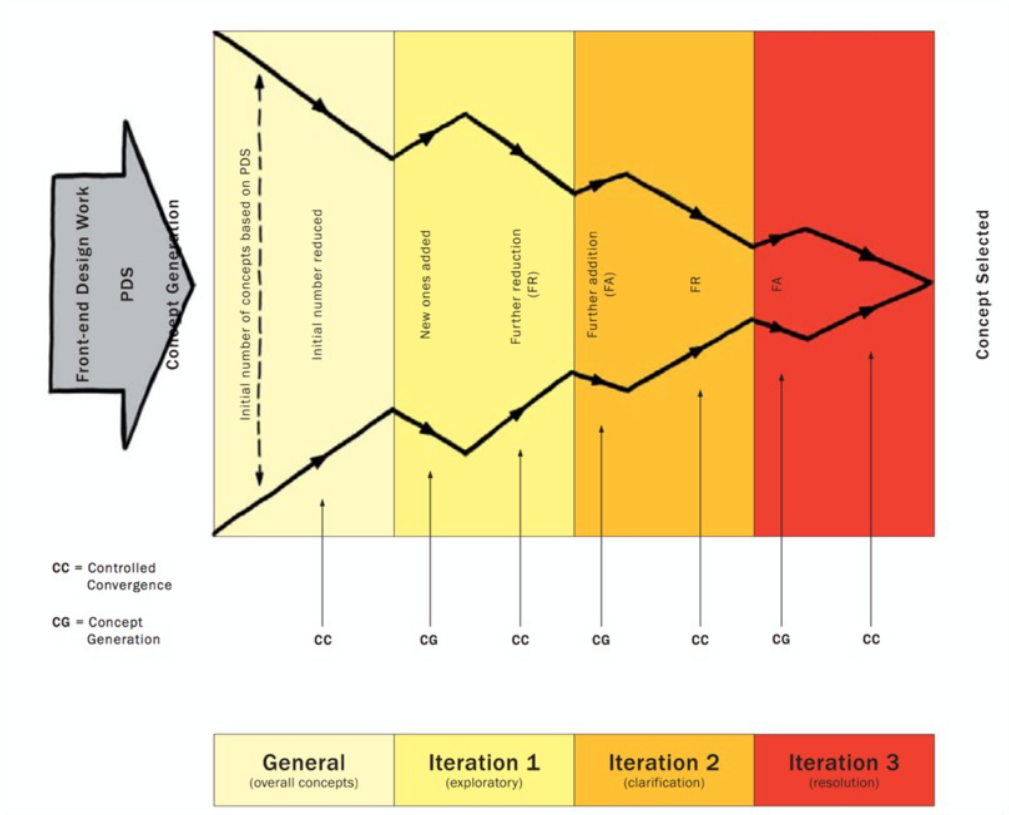 Front-end Design Work
PDS
Concept Generation
Initial number of concepts based on PDS
Initial number reduced
New ones added
Further reduction
(FR)
Further addition
(FA)
FR
FA
Concept Selected
CC = Controlled
Convergence
CG = Concept
Generation
CC
CG
CC
CG
CC
CG
CC
General
(overall concepts)
Iteration 1
(exploratory)
Iteration 2
(clarification)
Iteration 3
(resolution)